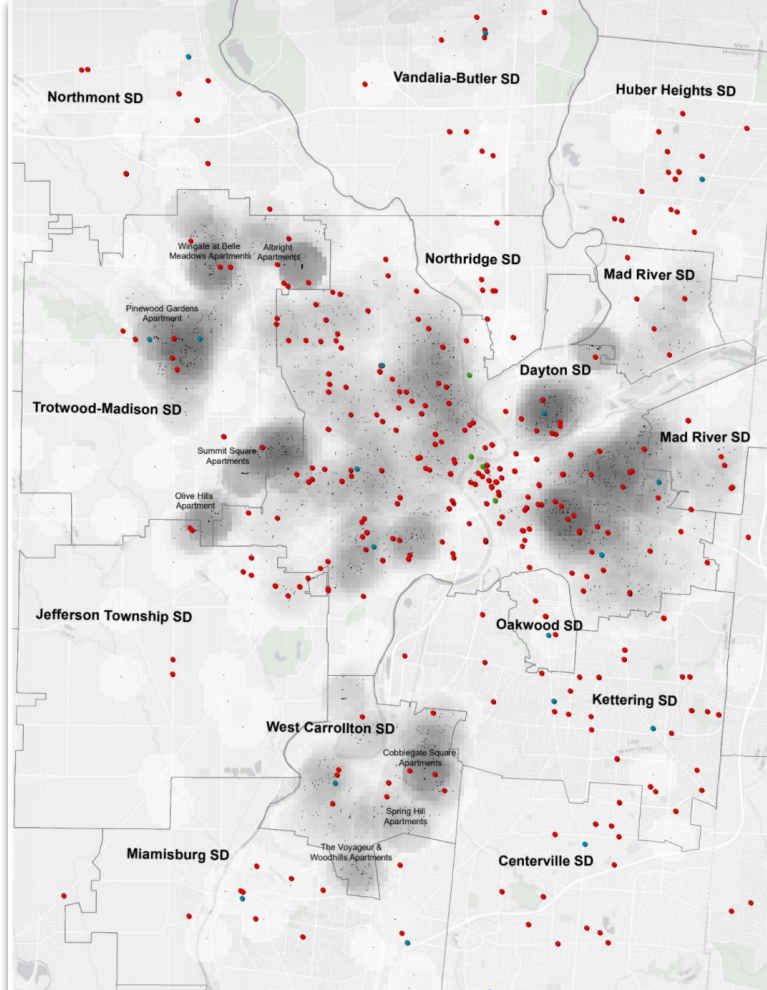 Vandalia-Butler SD
Huber Heights SD
Northmont SD
Wingate at Belle
Meadows Apartments
Albright
Apartments
Northridge SD
Mad River SD
Pinewood Gardens
Apartment
Dayton SD
Trotwood-Madison SD
Mad River SD
Summit Square
Apartments
Olive Hills
Apartment
Jefferson Township SD
Oakwood SD
Kettering SD
West Carrollton SD
Cobblegate Square
Apartments
Spring Hill
Apartments
The Voyageur &
Woodhills Apartments
Miamisburg SD
Centerville SD